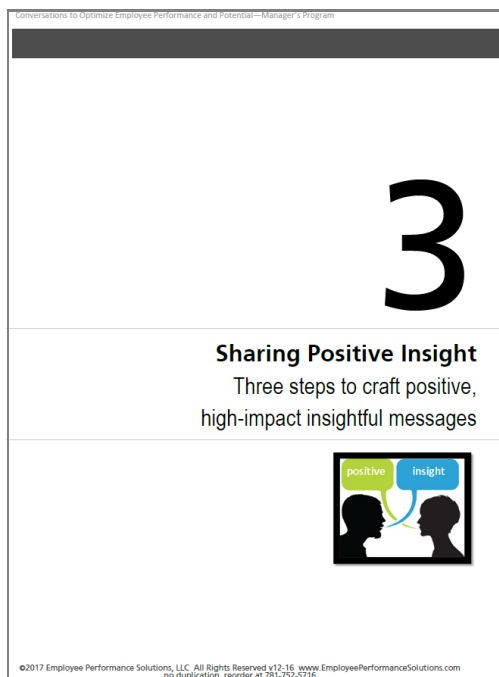 Conversations to Optimize Employee Performance and Potential—Manager's Program
3
Sharing Positive Insight
Three steps to craft positive,
high-impact insightful messages
positive insight
©2017 Employee Performance Solutions, LLC All Rights Reserved v12-16 www.EmployeePerformanceSolutions.com
no duplication, reorder at 781-752-5716